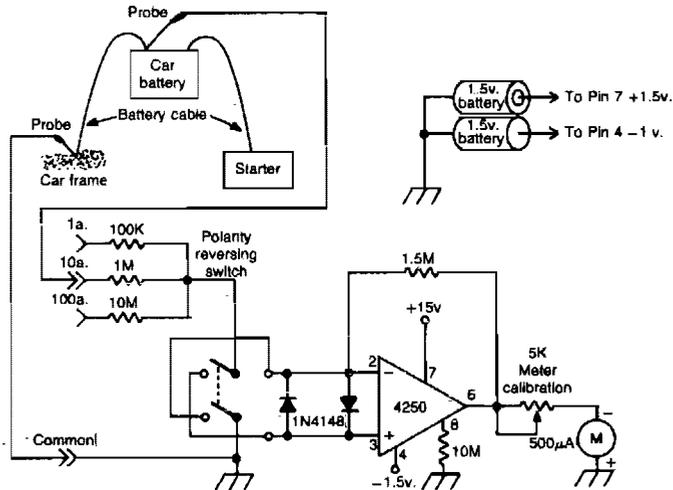 Probe
Car
battery
Battery cable
Probe
Car frame
Starter
1.5v.
battery
To Pin 7 +1.5v.
1.5v.
battery
To Pin 4 –1 v.
1a.
100K
10a.
1M
100a.
10M
Polarity
reversing
switch
1.5M
+15v
2
–
7
4250
6
1N4148
+
3
4
8
10M
–1.5v.
5K
Meter
calibration
500μA
M
–
+
Common